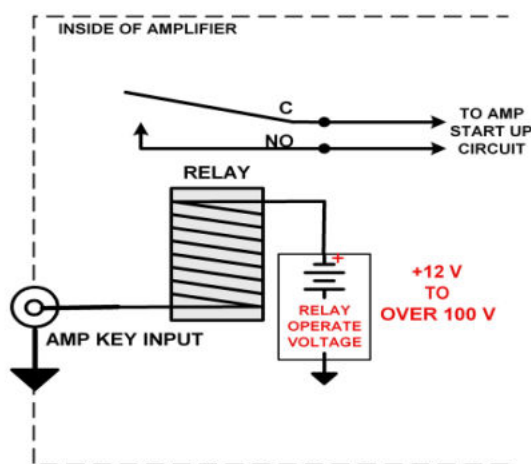 INSIDE OF AMPLIFIER
C
NO
TO AMP
START UP
CIRCUIT
RELAY
+
RELAY
OPERATE
VOLTAGE
+12 V
TO
OVER 100 V
AMP KEY INPUT